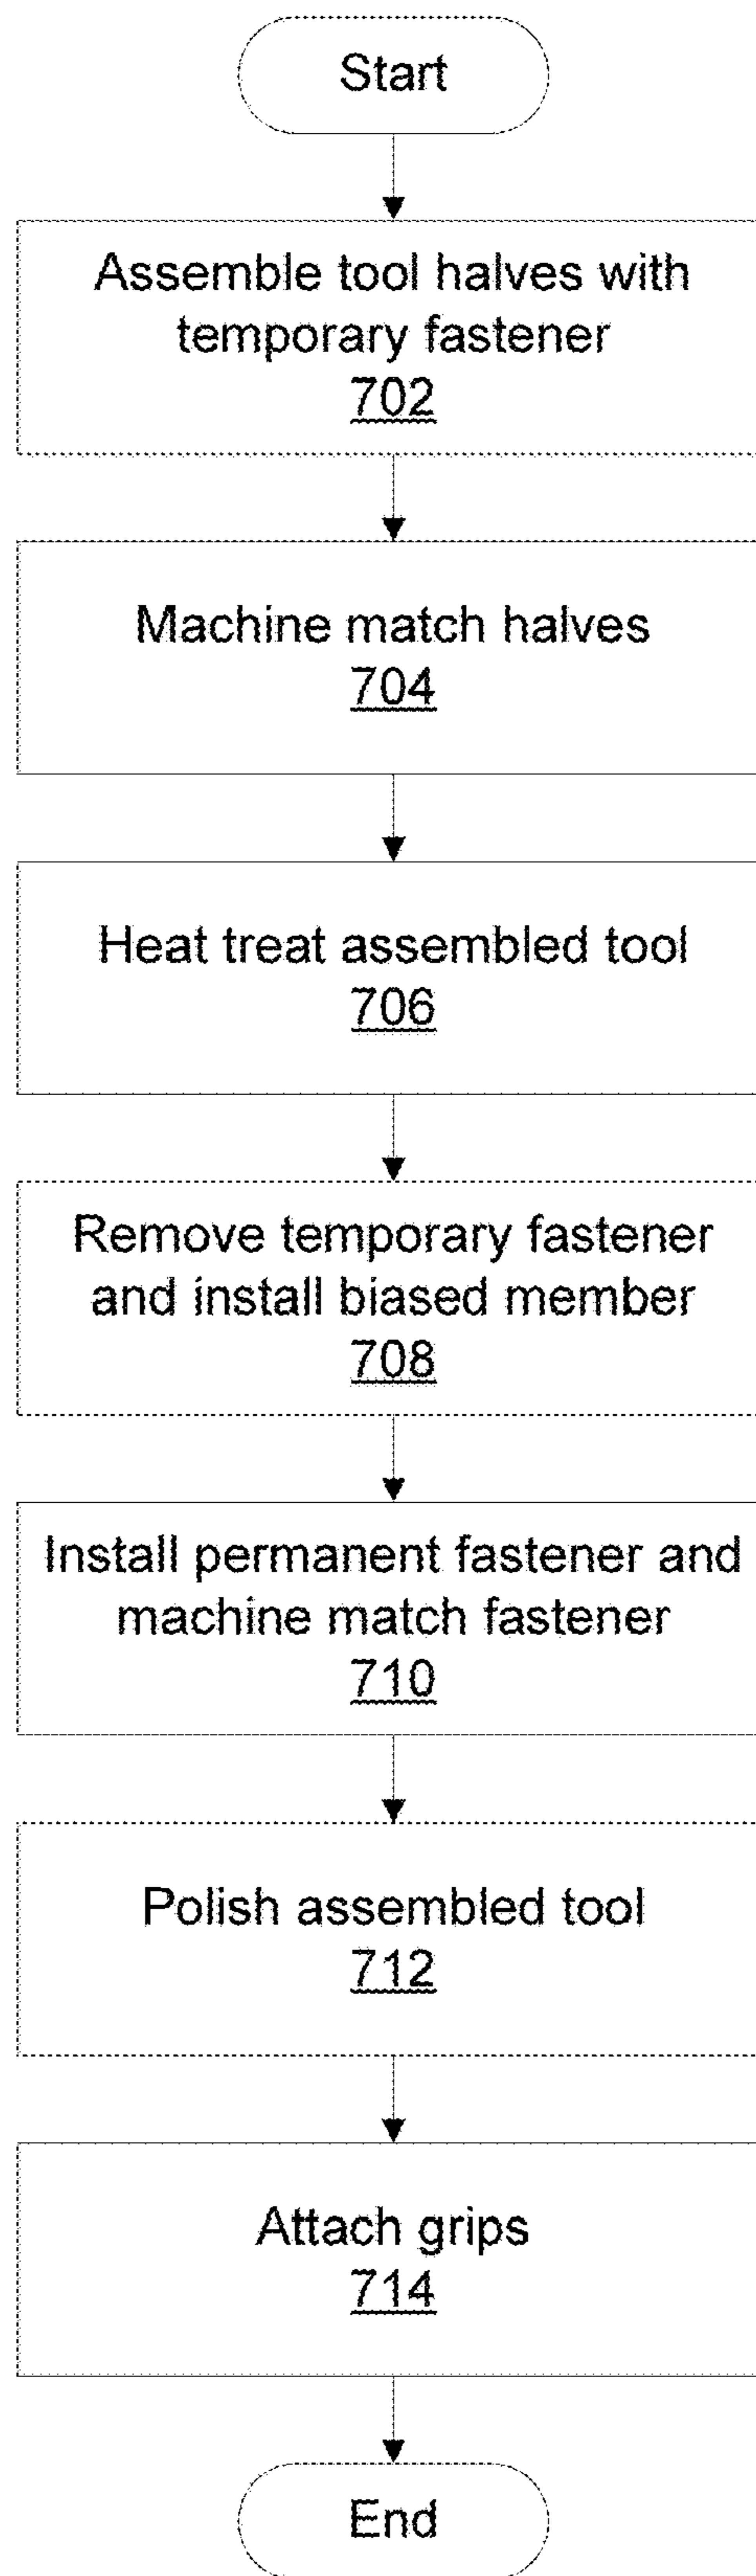 Start
Assemble tool halves with
temporary fastener
702
Machine match halves
704
Heat treat assembled tool
706
Remove temporary fastener
and install biased member
708
Install permanent fastener and
machine match fastener
710
Polish assembled tool
712
Attach grips
714
End